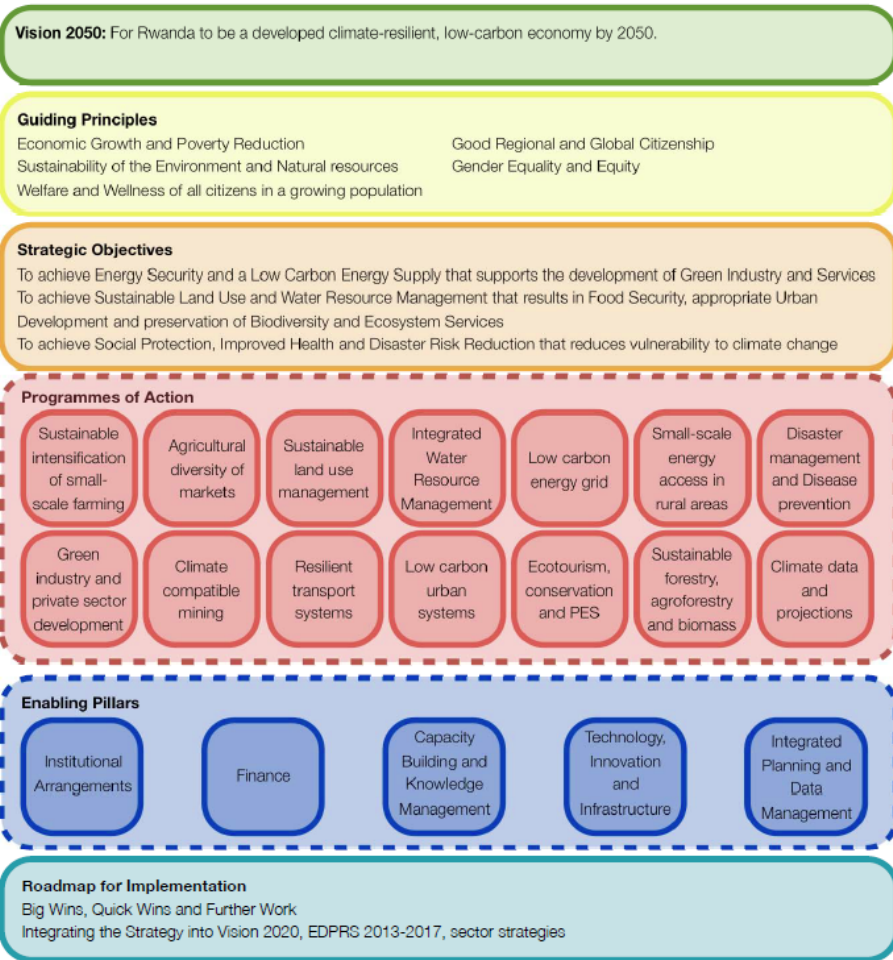 Vision 2050: For Rwanda to be a developed climate-resilient, low-carbon economy by 2050.
Guiding Principles
Economic Growth and Poverty Reduction
Sustainability of the Environment and Natural resources
Welfare and Wellness of all citizens in a growing population
Good Regional and Global Citizenship
Gender Equality and Equity
Strategic Objectives
To achieve Energy Security and a Low Carbon Energy Supply that supports the development of Green Industry and Services
To achieve Sustainable Land Use and Water Resource Management that results in Food Security, appropriate Urban
Development and preservation of Biodiversity and Ecosystem Services
To achieve Social Protection, Improved Health and Disaster Risk Reduction that reduces vulnerability to climate change
Programmes of Action
Sustainable
intensification
of small-
scale farming
Agricultural
diversity of
markets
Sustainable
land use
management
Integrated
Water
Resource
Management
Low carbon
energy grid
Small-scale
energy
access in
rural areas
Disaster
management
and Disease
prevention
Green
industry and
private sector
development
Climate
compatible
mining
Resilient
transport
systems
Low carbon
urban
systems
Ecotourism,
conservation
and PES
Sustainable
forestry,
agroforestry
and biomass
Climate data
and
projections
Enabling Pillars
Institutional
Arrangements
Finance
Capacity
Building and
Knowledge
Management
Technology,
Innovation
and
Infrastructure
Integrated
Planning and
Data
Management
Roadmap for Implementation
Big Wins, Quick Wins and Further Work
Integrating the Strategy into Vision 2020, EDPRS 2013-2017, sector strategies